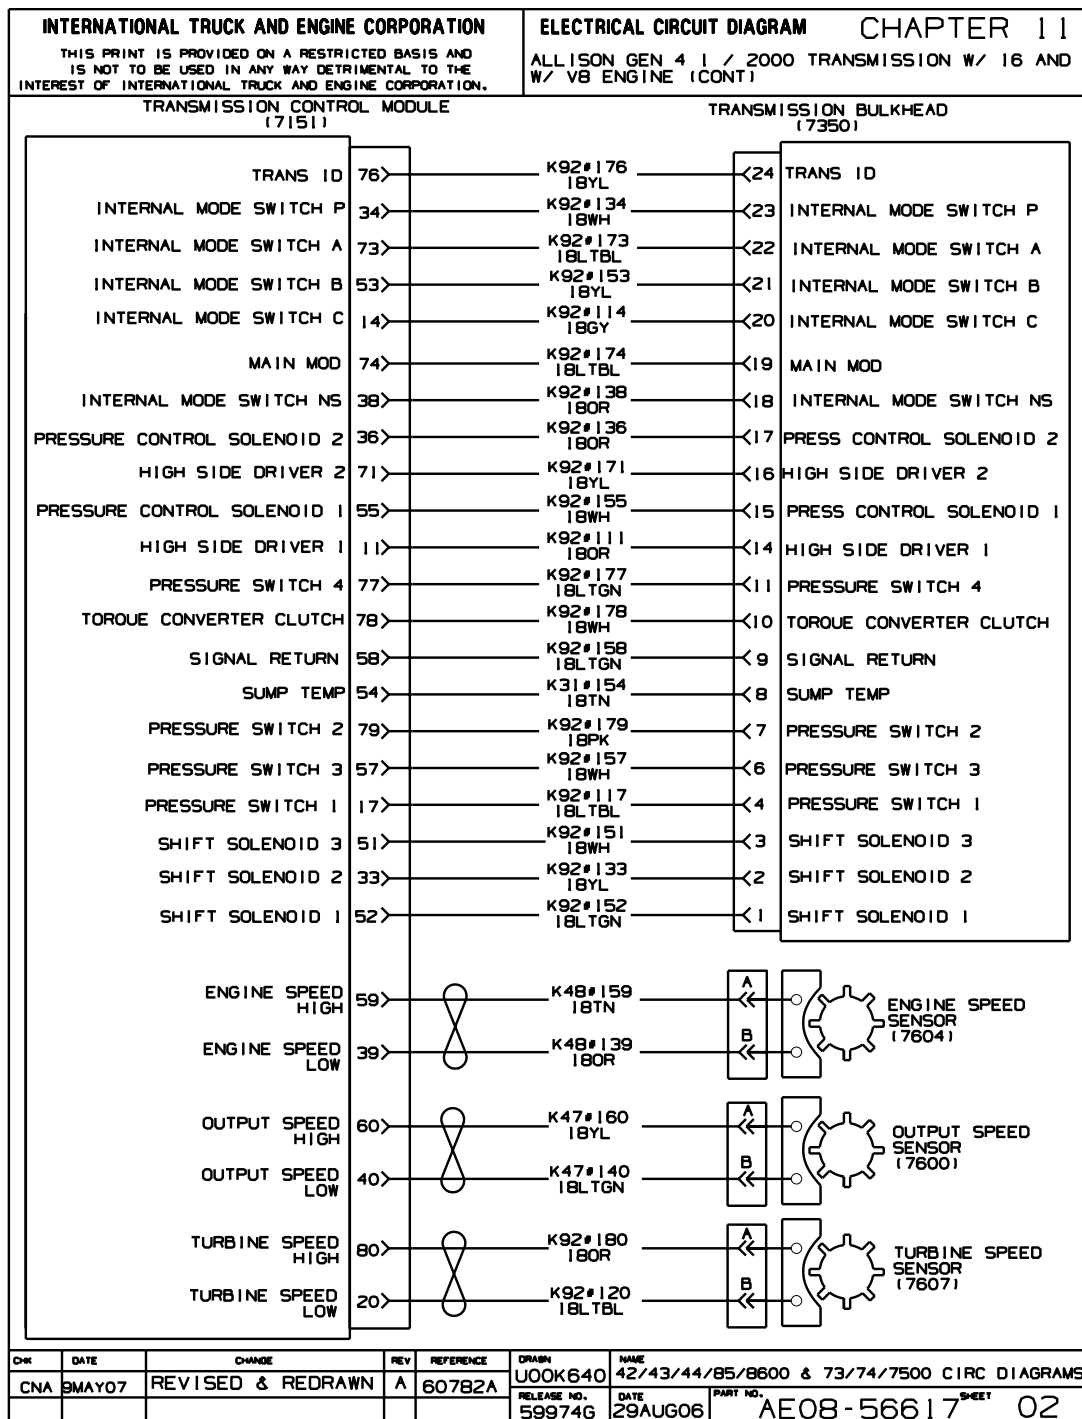 INTERNATIONAL TRUCK AND ENGINE CORPORATION
THIS PRINT IS PROVIDED ON A RESTRICTED BASIS AND
IS NOT TO BE USED IN ANY WAY DETRIMENTAL TO THE
INTEREST OF INTERNATIONAL TRUCK AND ENGINE CORPORATION.
ELECTRICAL CIRCUIT DIAGRAM CHAPTER 11
ALLISON GEN 4 1 / 2000 TRANSMISSION W/ I6 AND
W/ V8 ENGINE (CONT)
TRANSMISSION CONTROL MODULE
(7151)
TRANSMISSION BULKHEAD
(7350)
TRANS ID 76 K92#176 24 TRANS ID
18YL
INTERNAL MODE SWITCH P 34 K92#134 23 INTERNAL MODE SWITCH P
18WH
INTERNAL MODE SWITCH A 73 K92#173 22 INTERNAL MODE SWITCH A
18LTBL
INTERNAL MODE SWITCH B 53 K92#153 21 INTERNAL MODE SWITCH B
18YL
INTERNAL MODE SWITCH C 14 K92#114 20 INTERNAL MODE SWITCH C
18GY
MAIN MOD 74 K92#174 19 MAIN MOD
18LTBL
INTERNAL MODE SWITCH NS 38 K92#138 18 INTERNAL MODE SWITCH NS
18OR
PRESSURE CONTROL SOLENOID 2 36 K92#136 17 PRESS CONTROL SOLENOID 2
18OR
HIGH SIDE DRIVER 2 71 K92#171 16 HIGH SIDE DRIVER 2
18YL
PRESSURE CONTROL SOLENOID 1 55 K92#155 15 PRESS CONTROL SOLENOID 1
18WH
HIGH SIDE DRIVER 1 11 K92#111 14 HIGH SIDE DRIVER 1
18OR
PRESSURE SWITCH 4 77 K92#177 11 PRESSURE SWITCH 4
18LTGN
TORQUE CONVERTER CLUTCH 78 K92#178 10 TORQUE CONVERTER CLUTCH
18WH
SIGNAL RETURN 58 K92#158 9 SIGNAL RETURN
18LTGN
SUMP TEMP 54 K31#154 8 SUMP TEMP
18TN
PRESSURE SWITCH 2 79 K92#179 7 PRESSURE SWITCH 2
18PK
PRESSURE SWITCH 3 57 K92#157 6 PRESSURE SWITCH 3
18WH
PRESSURE SWITCH 1 17 K92#117 4 PRESSURE SWITCH 1
18LTBL
SHIFT SOLENOID 3 51 K92#151 3 SHIFT SOLENOID 3
18WH
SHIFT SOLENOID 2 33 K92#133 2 SHIFT SOLENOID 2
18YL
SHIFT SOLENOID 1 52 K92#152 1 SHIFT SOLENOID 1
18LTGN
ENGINE SPEED
HIGH 59 K48#159 A
18TN
ENGINE SPEED
LOW 39 K48#139 B
18OR
ENGINE SPEED
SENSOR
(7604)
OUTPUT SPEED
HIGH 60 K47#160 A
18YL
OUTPUT SPEED
LOW 40 K47#140 B
18LTGN
OUTPUT SPEED
SENSOR
(7600)
TURBINE SPEED
HIGH 80 K92#180 A
18OR
TURBINE SPEED
LOW 20 K92#120 B
18LTBL
TURBINE SPEED
SENSOR
(7607)
CHK DATE CHANGE REV REFERENCE
CNA 9MAY07 REVISED & REDRAWN A 60782A
DRAWN
U00K640
NAME
42/43/44/85/8600 & 73/74/7500 CIRC DIAGRAMS
RELEASE NO.
59974G
DATE
29AUG06
PART NO.
AE08-56617
SHEET
02